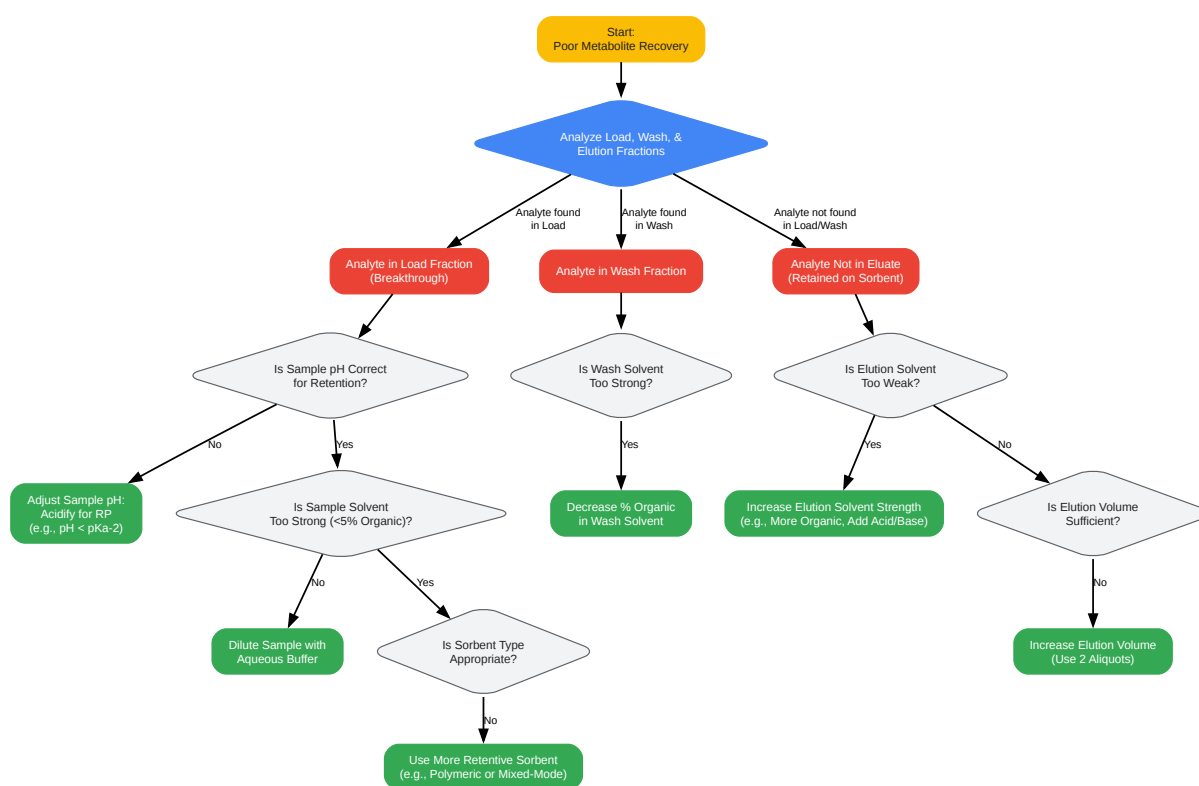 Start:
Poor Metabolite Recovery
Analyze Load, Wash, &
Elution Fractions
Analyte found
in Load
Analyte found
in Wash
Analyte not found
in Load/Wash
Analyte in Load Fraction
(Breakthrough)
Analyte in Wash Fraction
Analyte Not in Eluate
(Retained on Sorbent)
Is Sample pH Correct
for Retention?
Is Wash Solvent
Too Strong?
Is Elution Solvent
Too Weak?
No
Yes
Yes
Yes
No
Adjust Sample pH:
Acidify for RP
(e.g., pH < pKa-2)
Is Sample Solvent
Too Strong (<5% Organic)?
Decrease % Organic
in Wash Solvent
Increase Elution Solvent Strength
(e.g., More Organic, Add Acid/Base)
Is Elution Volume
Sufficient?
No
Yes
No
Dilute Sample with
Aqueous Buffer
Is Sorbent Type
Appropriate?
Increase Elution Volume
(Use 2 Aliquots)
No
Use More Retentive Sorbent
(e.g., Polymeric or Mixed-Mode)